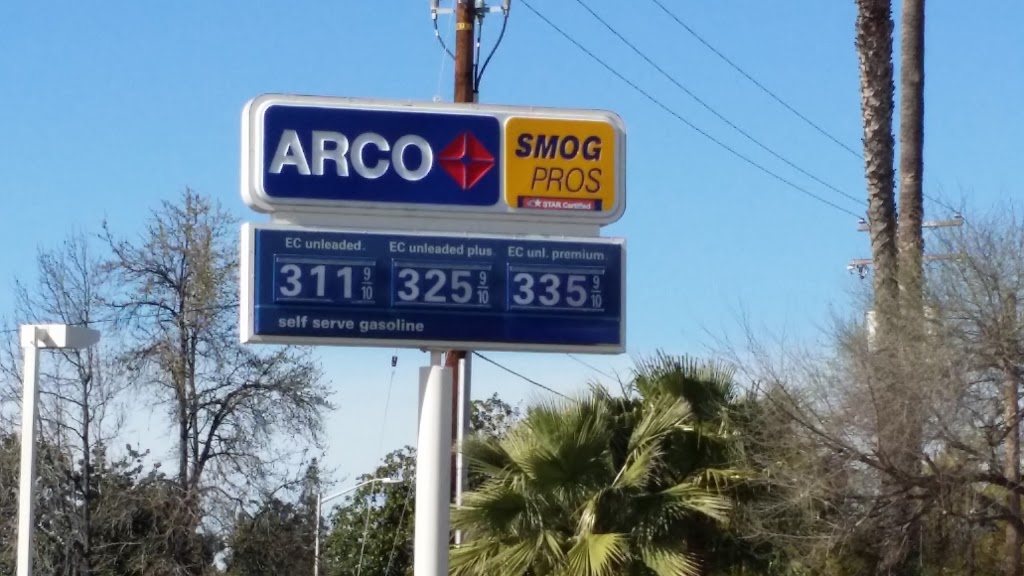 ARCO
SMOG
PROS
STAR Certified
EC unleaded.
EC unleaded plus
EC unl. premium
311 9/10
325 9/10
335 9/10
self serve gasoline